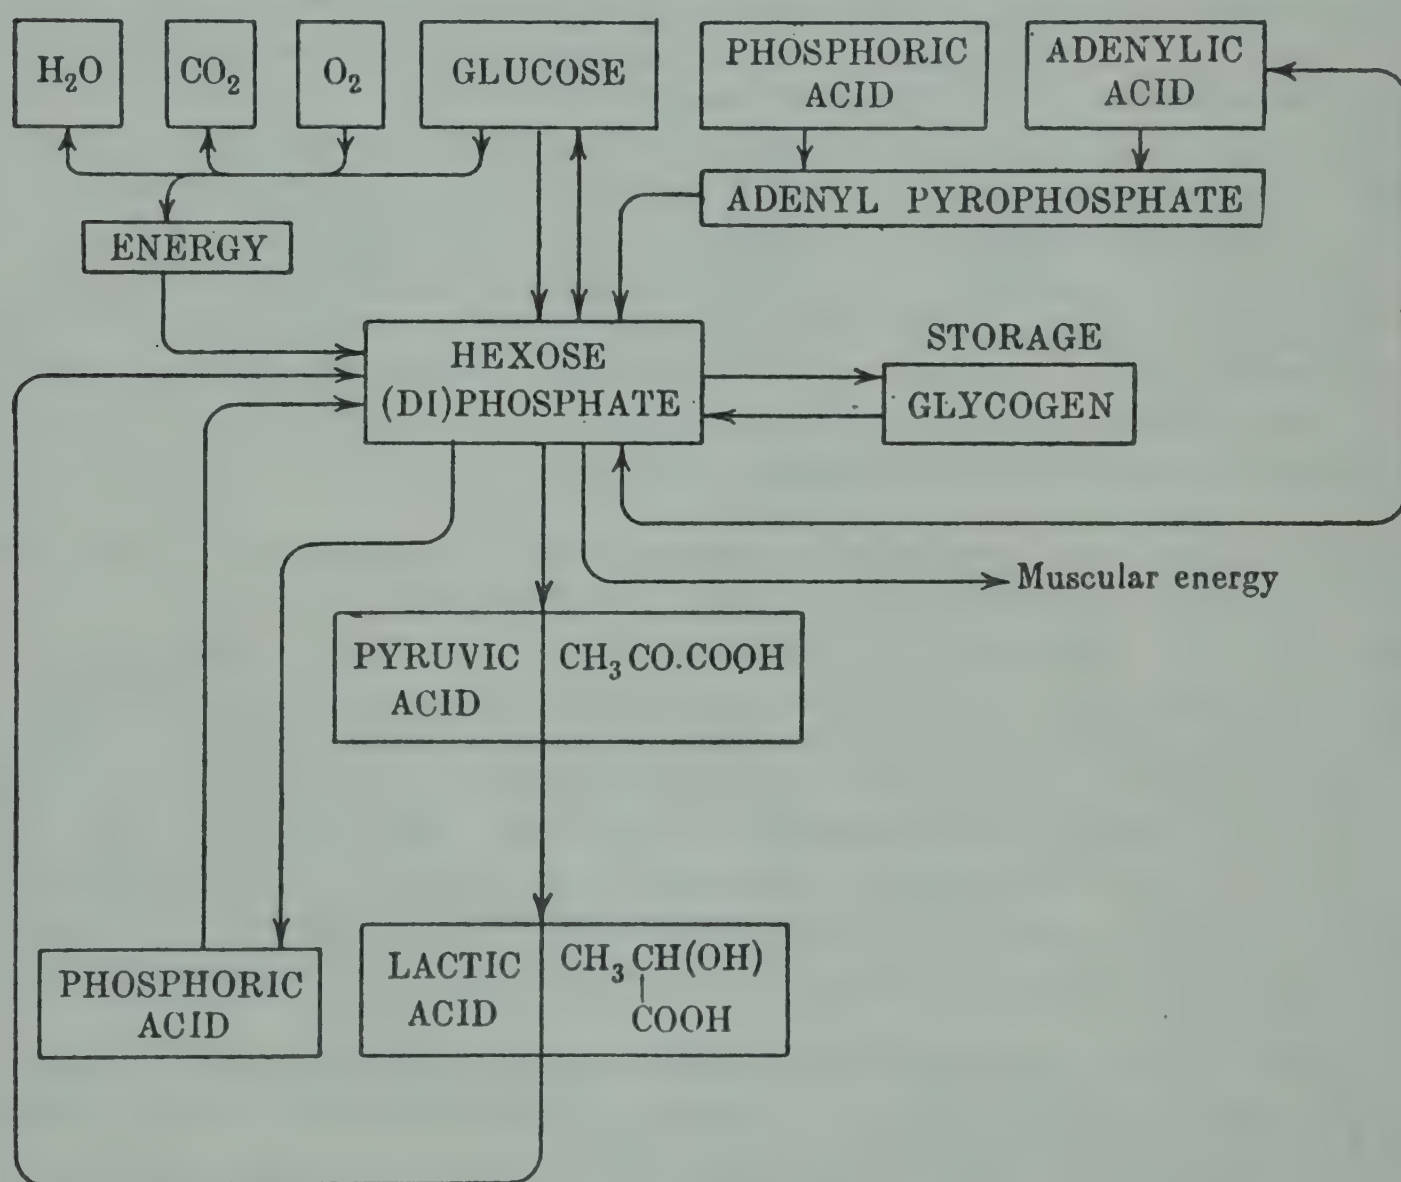 H₂O
CO₂
O₂
GLUCOSE
PHOSPHORIC
ACID
ADENYLIC
ACID
ADENYL PYROPHOSPHATE
ENERGY
HEXOSE
(DI)PHOSPHATE
STORAGE
GLYCOGEN
Muscular energy
PYRUVIC
ACID
CH₃CO.COOH
LACTIC
ACID
CH₃CH(OH)
COOH
PHOSPHORIC
ACID